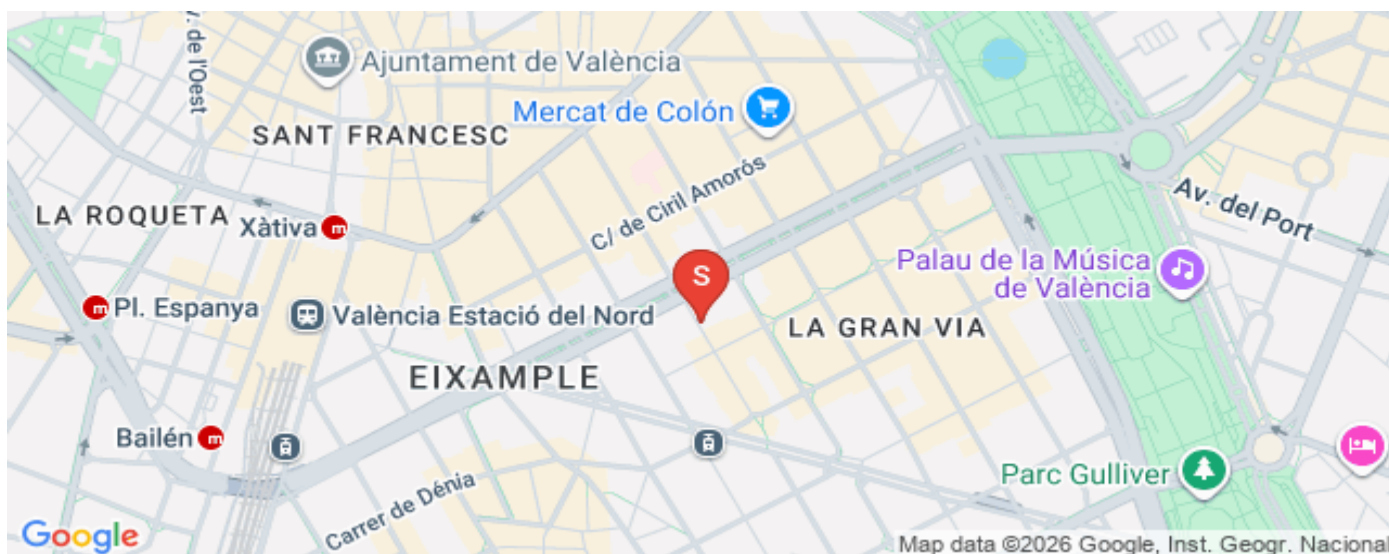 V. de l'Oest
Ajuntament de València
Mercat de Colón
SANT FRANCESC
C/ de Ciril Amorós
LA ROQUETA
Xàtiva
m
Av. del Port
S
Palau de la Música
de València
m
Pl. Espanya
València Estació del Nord
LA GRAN VIA
EIXAMPLE
Bailén
m
Carrer de Dénia
Parc Gulliver
Google
Map data ©2026 Google, Inst. Geogr. Nacional